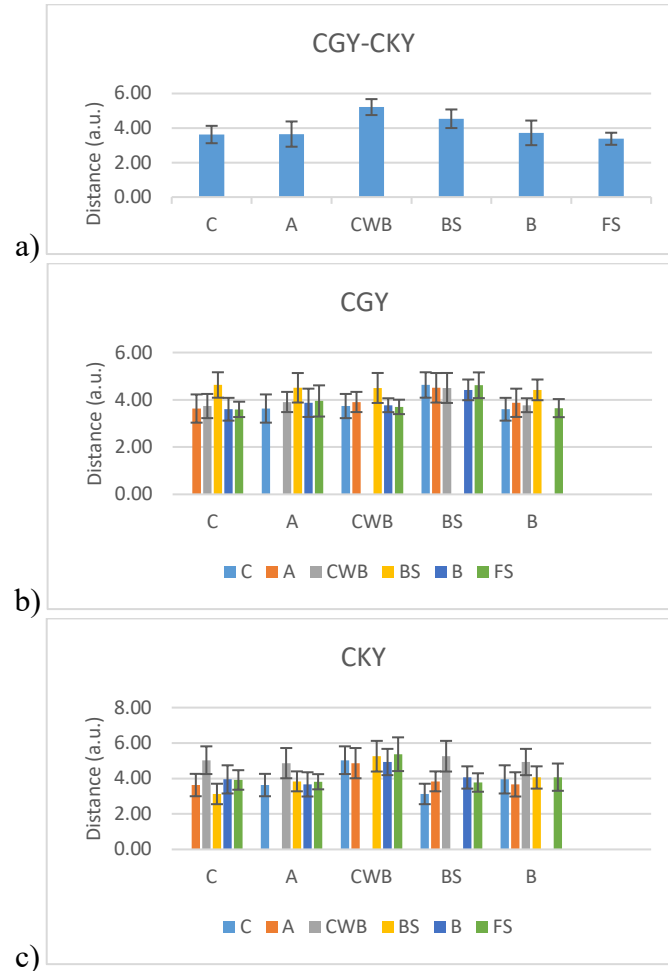 CGY-CKY
Distance (a.u.)
6.00
4.00
2.00
0.00
C A CWB BS B FS
a)
CGY
Distance (a.u.)
6.00
4.00
2.00
0.00
C A CWB BS B
C A CWB BS B FS
b)
CKY
Distance (a.u.)
8.00
6.00
4.00
2.00
0.00
C A CWB BS B
C A CWB BS B FS
c)